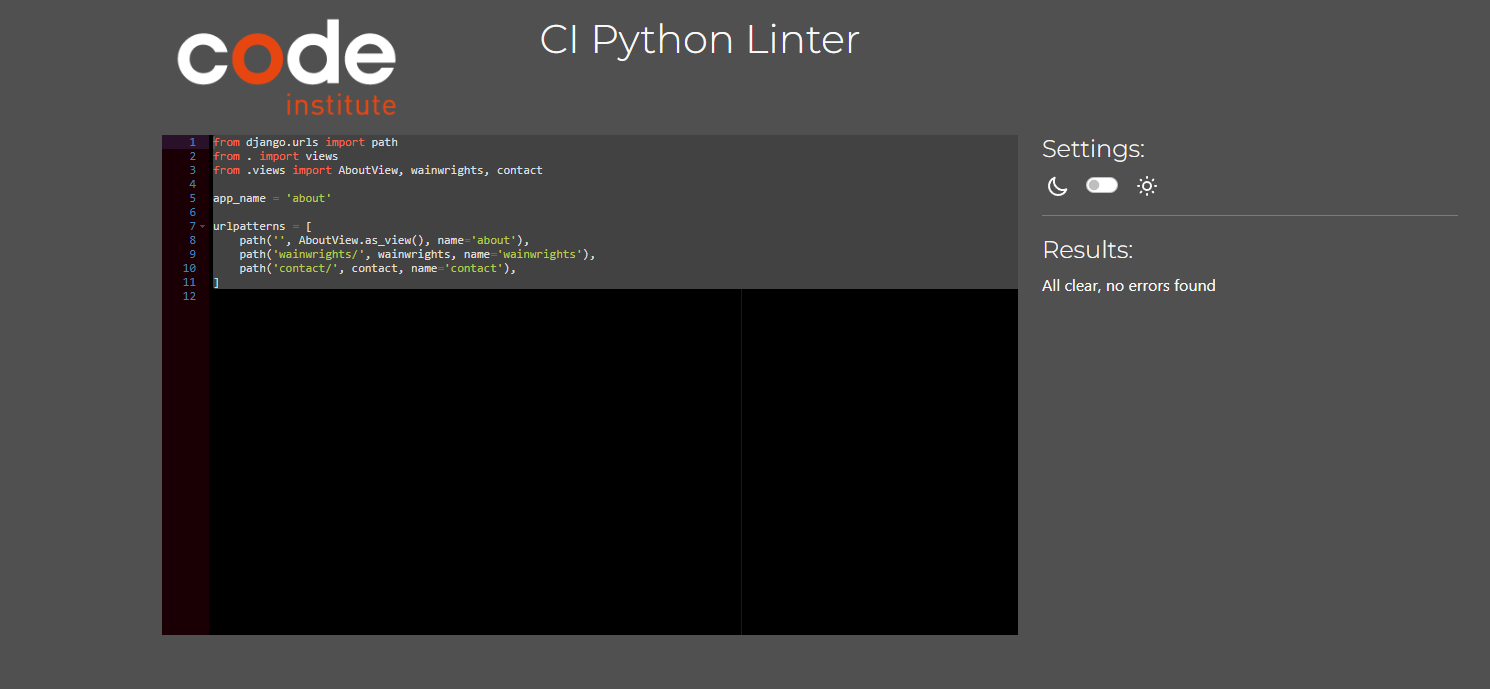 code
institute
CI Python Linter
1 from django.urls import path
2 from . import views
3 from .views import AboutView, wainwrights, contact
4
5 app_name = 'about'
6
7 urlpatterns = [
8     path('', AboutView.as_view(), name='about'),
9     path('wainwrights/', wainwrights, name='wainwrights'),
10     path('contact/', contact, name='contact'),
11 ]
12
Settings:
Results:
All clear, no errors found